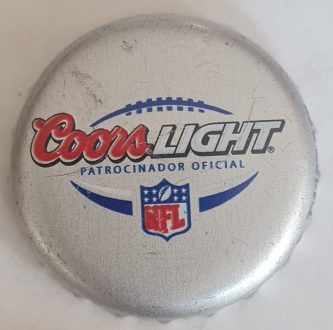 Coors LIGHT®
PATROCINADOR OFICIAL
NFL